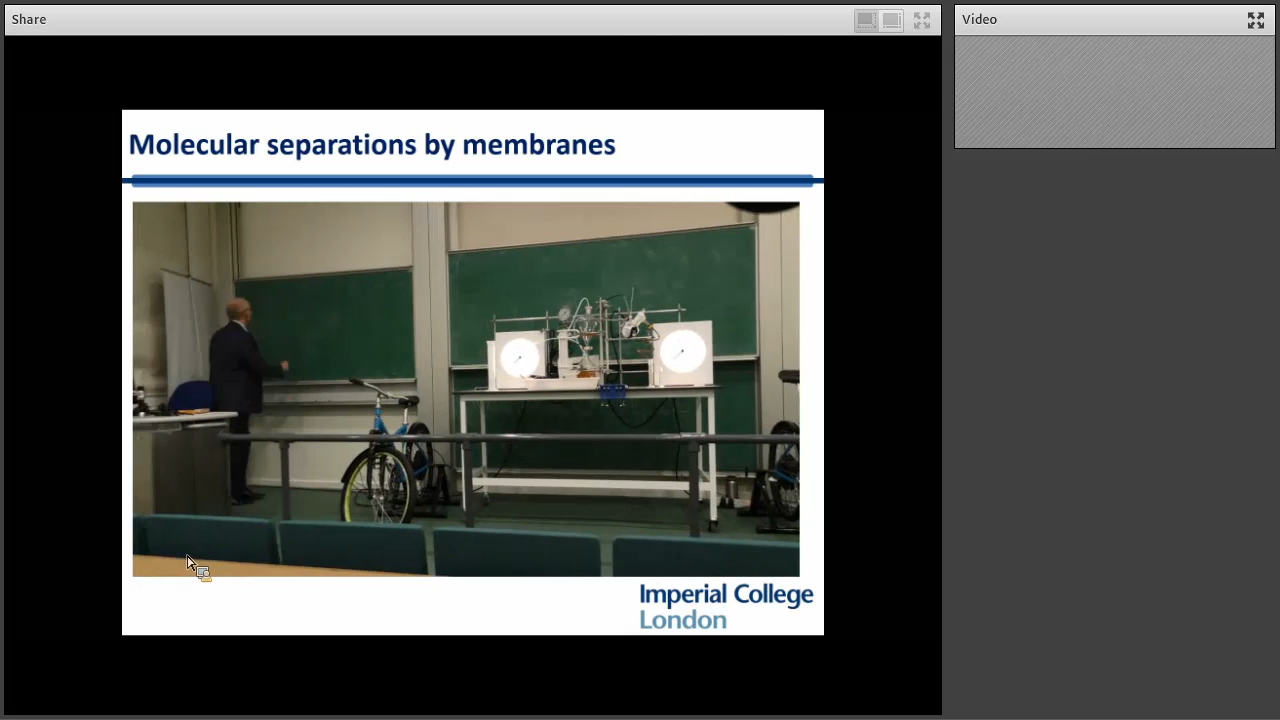 Share
Video
Molecular separations by membranes
Imperial College
London